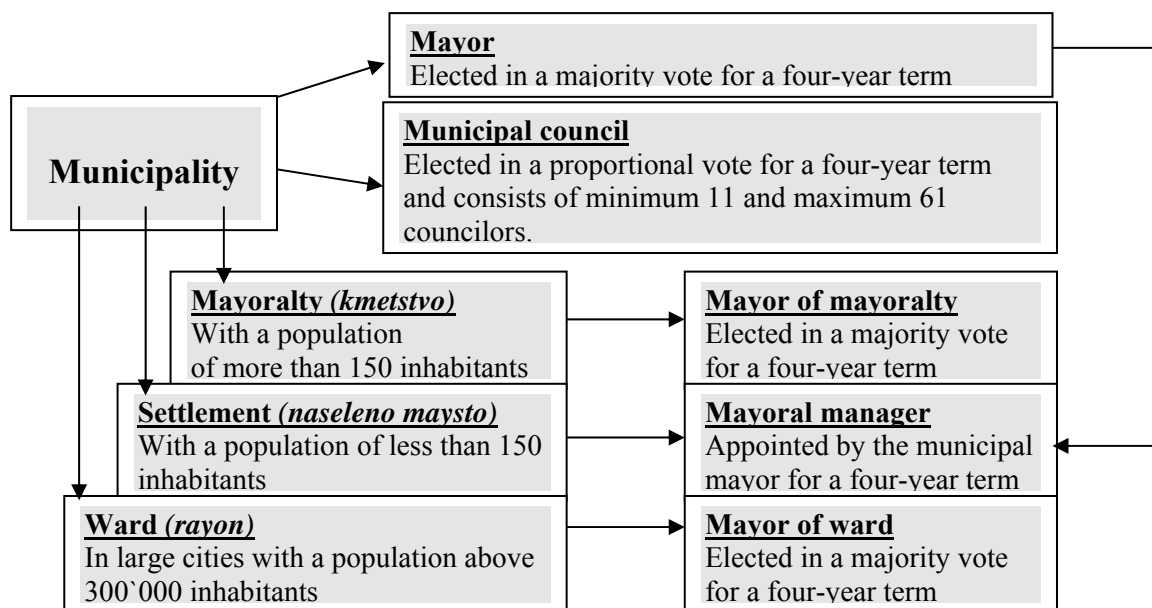 Mayor
Elected in a majority vote for a four-year term
Municipality
Municipal council
Elected in a proportional vote for a four-year term
and consists of minimum 11 and maximum 61
councilors.
Mayoralty (kmetstvo)
With a population
of more than 150 inhabitants
Mayor of mayoralty
Elected in a majority vote
for a four-year term
Settlement (naseleno maysto)
With a population of less than 150
inhabitants
Mayoral manager
Appointed by the municipal
mayor for a four-year term
Ward (rayon)
In large cities with a population above
300`000 inhabitants
Mayor of ward
Elected in a majority vote
for a four-year term